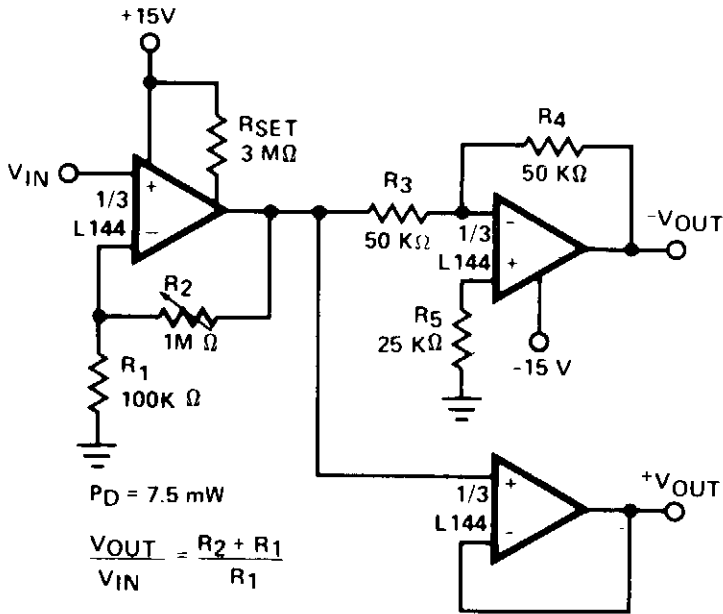 +15V
RSET
3 MΩ
VIN
+
1/3
L144
−
R2
1M Ω
R1
100K Ω
R3
50 KΩ
R4
50 KΩ
-
1/3
L144
+
−VOUT
R5
25 KΩ
-15 V
+
1/3
L144
-
+VOUT
PD = 7.5 mW
VOUT / VIN = R2 + R1 / R1